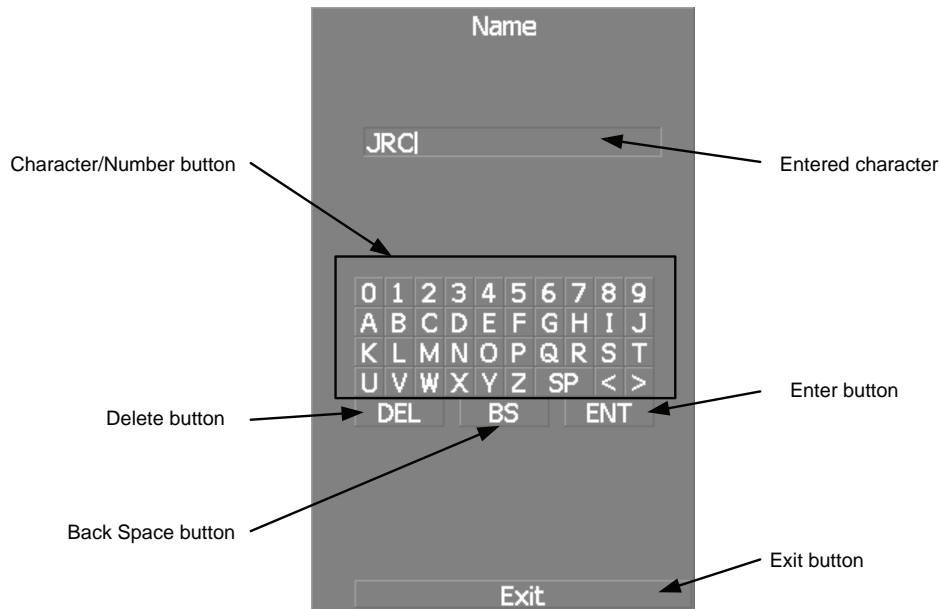 Name
JRC
Character/Number button
Entered character
0 1 2 3 4 5 6 7 8 9
A B C D E F G H I J
K L M N O P Q R S T
U V W X Y Z SP < >
Enter button
DEL BS ENT
Delete button
Back Space button
Exit button
Exit